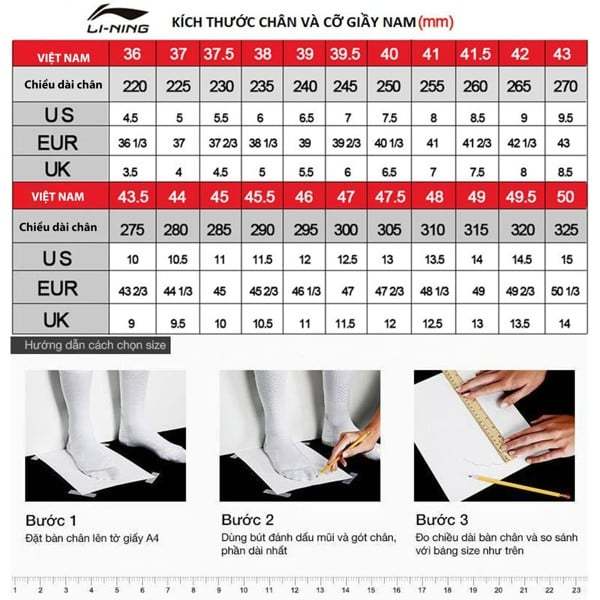 LI-NING KÍCH THƯỚC CHÂN VÀ CỠ GIẦY NAM(mm)
VIỆT NAM 36 37 37.5 38 39 39.5 40 41 41.5 42 43
Chiều dài chân 220 225 230 235 240 245 250 255 260 265 270
US 4.5 5 5.5 6 6.5 7 7.5 8 8.5 9 9.5
EUR 36 1/3 37 37 2/3 38 1/3 39 39 2/3 40 1/3 41 41 2/3 42 1/3 43
UK 3.5 4 4.5 5 5.5 6 6.5 7 7.5 8 8.5
VIỆT NAM 43.5 44 45 45.5 46 47 47.5 48 49 49.5 50
Chiều dài chân 275 280 285 290 295 300 305 310 315 320 325
US 10 10.5 11 11.5 12 12.5 13 13.5 14 14.5 15
EUR 43 2/3 44 1/3 45 45 2/3 46 1/3 47 47 2/3 48 1/3 49 49 2/3 50 1/3
UK 9 9.5 10 10.5 11 11.5 12 12.5 13 13.5 14
Hướng dẫn cách chọn size
Bước 1
Đặt bàn chân lên tờ giấy A4
Bước 2
Dùng bút đánh dấu mũi và gót chân,
phần dài nhất
Bước 3
Đo chiều dài bàn chân và so sánh
với bảng size như trên
1 2 3 4 5 6 7 8 9 10 11 12 13 14 15 16 17 18 19 20 21 22 23